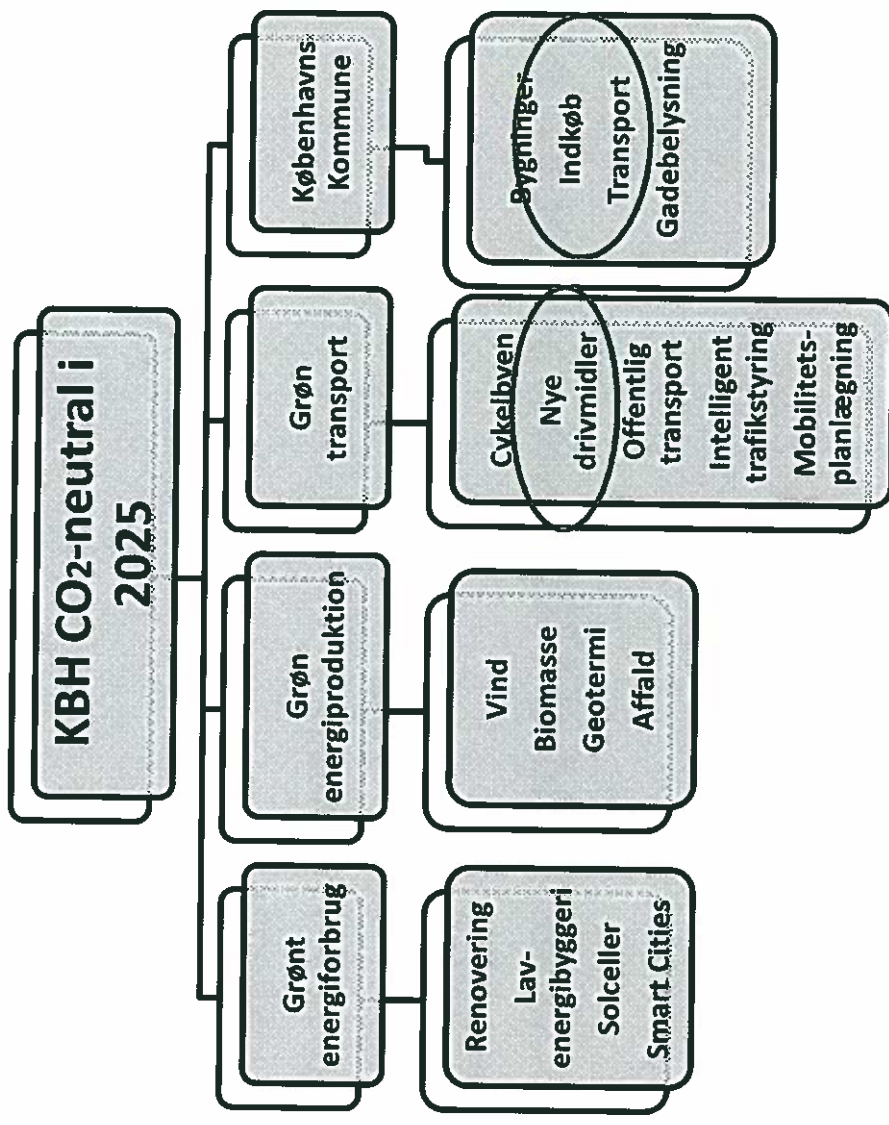 KBH CO2-neutral i
2025
Grønt
energiforbrug
Renovering
Lav-
energibyggeri
Solceller
Smart Cities
Grøn
energiproduktion
Vind
Biomasse
Geotermi
Affald
Grøn
transport
Cykelbyen
Nye
drivmidler
Offentlig
transport
Intelligent
trafikstyring
Mobilitets-
planlægning
Københavns
Kommune
Bygninger
Indkøb
Transport
Gadebelysning